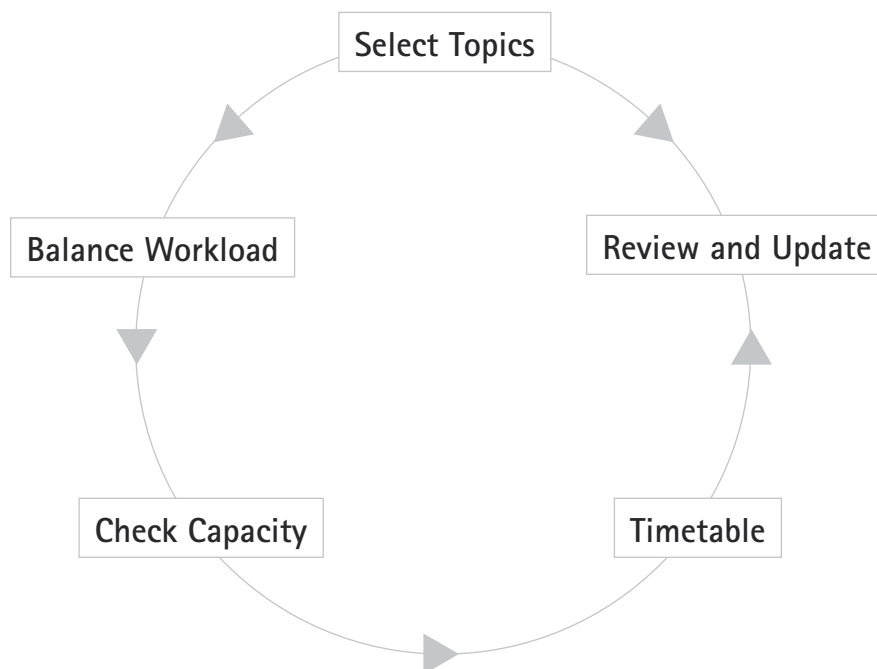 Select Topics
Balance Workload
Review and Update
Check Capacity
Timetable